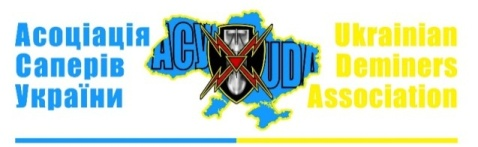 Асоціація
Саперів
України
АСУ UDA
Ukrainian
Deminers
Association